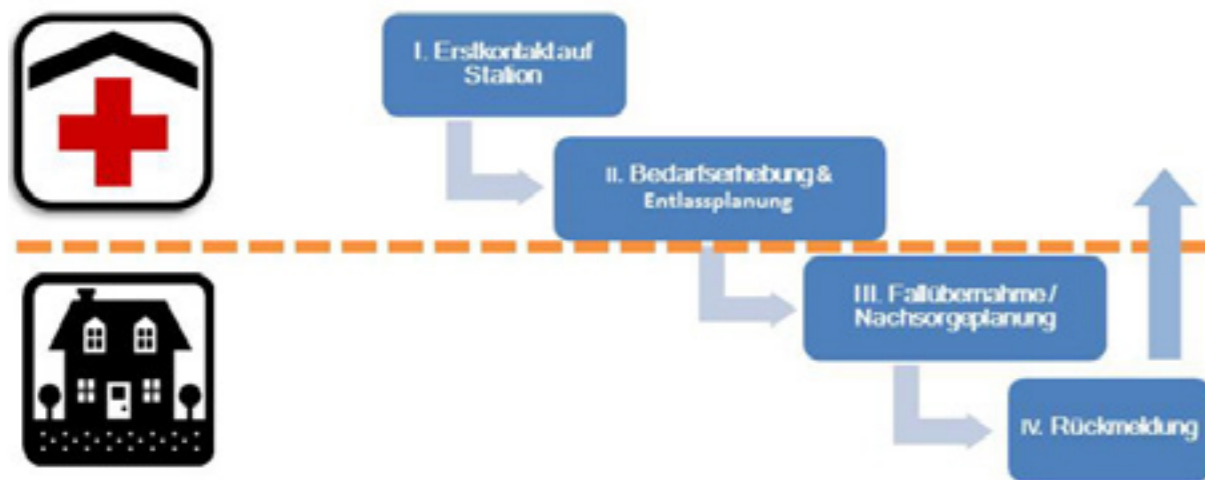 I. Erstkontakt auf
Station
II. Bedarfserhebung &
Entlassplanung
III. Fallübernahme /
Nachsorgeplanung
IV. Rückmeldung